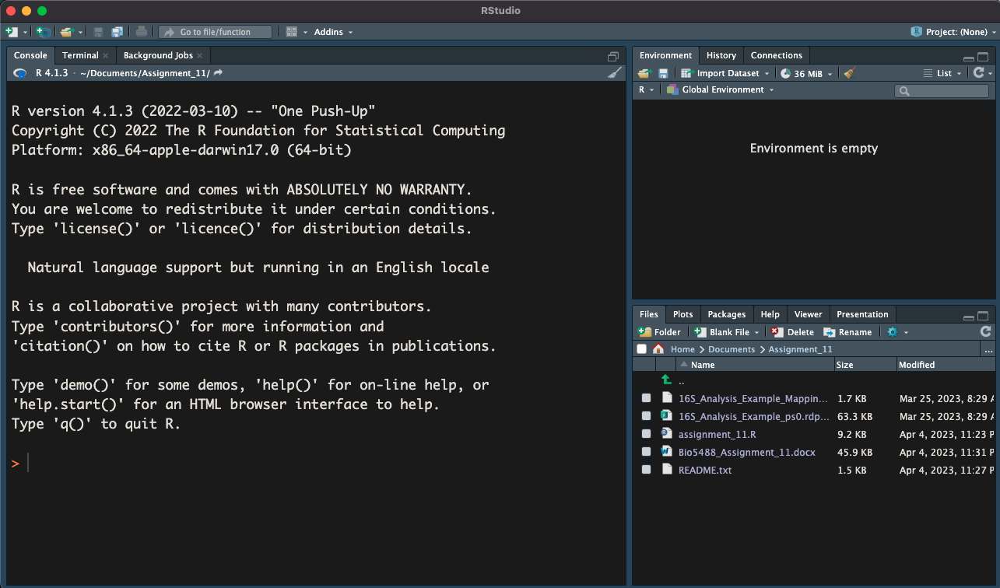 RStudio
Go to file/function
Addins
Project: (None)
Console Terminal Background Jobs
R 4.1.3 · ~/Documents/Assignment_11/
R version 4.1.3 (2022-03-10) -- "One Push-Up"
Copyright (C) 2022 The R Foundation for Statistical Computing
Platform: x86_64-apple-darwin17.0 (64-bit)
R is free software and comes with ABSOLUTELY NO WARRANTY.
You are welcome to redistribute it under certain conditions.
Type 'license()' or 'licence()' for distribution details.
Natural language support but running in an English locale
R is a collaborative project with many contributors.
Type 'contributors()' for more information and
'citation()' on how to cite R or R packages in publications.
Type 'demo()' for some demos, 'help()' for on-line help, or
'help.start()' for an HTML browser interface to help.
Type 'q()' to quit R.
>
Environment History Connections
Import Dataset 36 MiB List
R Global Environment
Environment is empty
Files Plots Packages Help Viewer Presentation
Folder Blank File Delete Rename
Home > Documents > Assignment_11 ...
Name Size Modified
..
16S_Analysis_Example_Mappin... 1.7 KB Mar 25, 2023, 8:29
16S_Analysis_Example_ps0.rdp... 63.3 KB Mar 25, 2023, 8:29
assignment_11.R 9.2 KB Apr 4, 2023, 11:23 P
Bio5488_Assignment_11.docx 45.9 KB Apr 4, 2023, 11:31 P
README.txt 1.5 KB Apr 4, 2023, 11:27 P